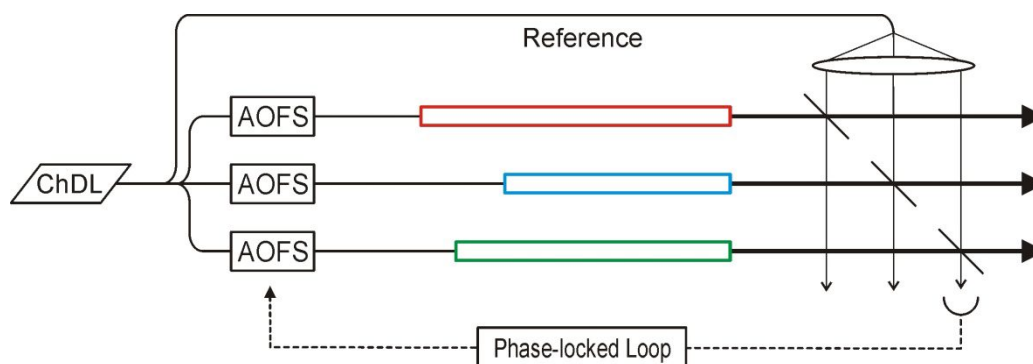 Reference
AOFS
ChDL
AOFS
AOFS
Phase-locked Loop